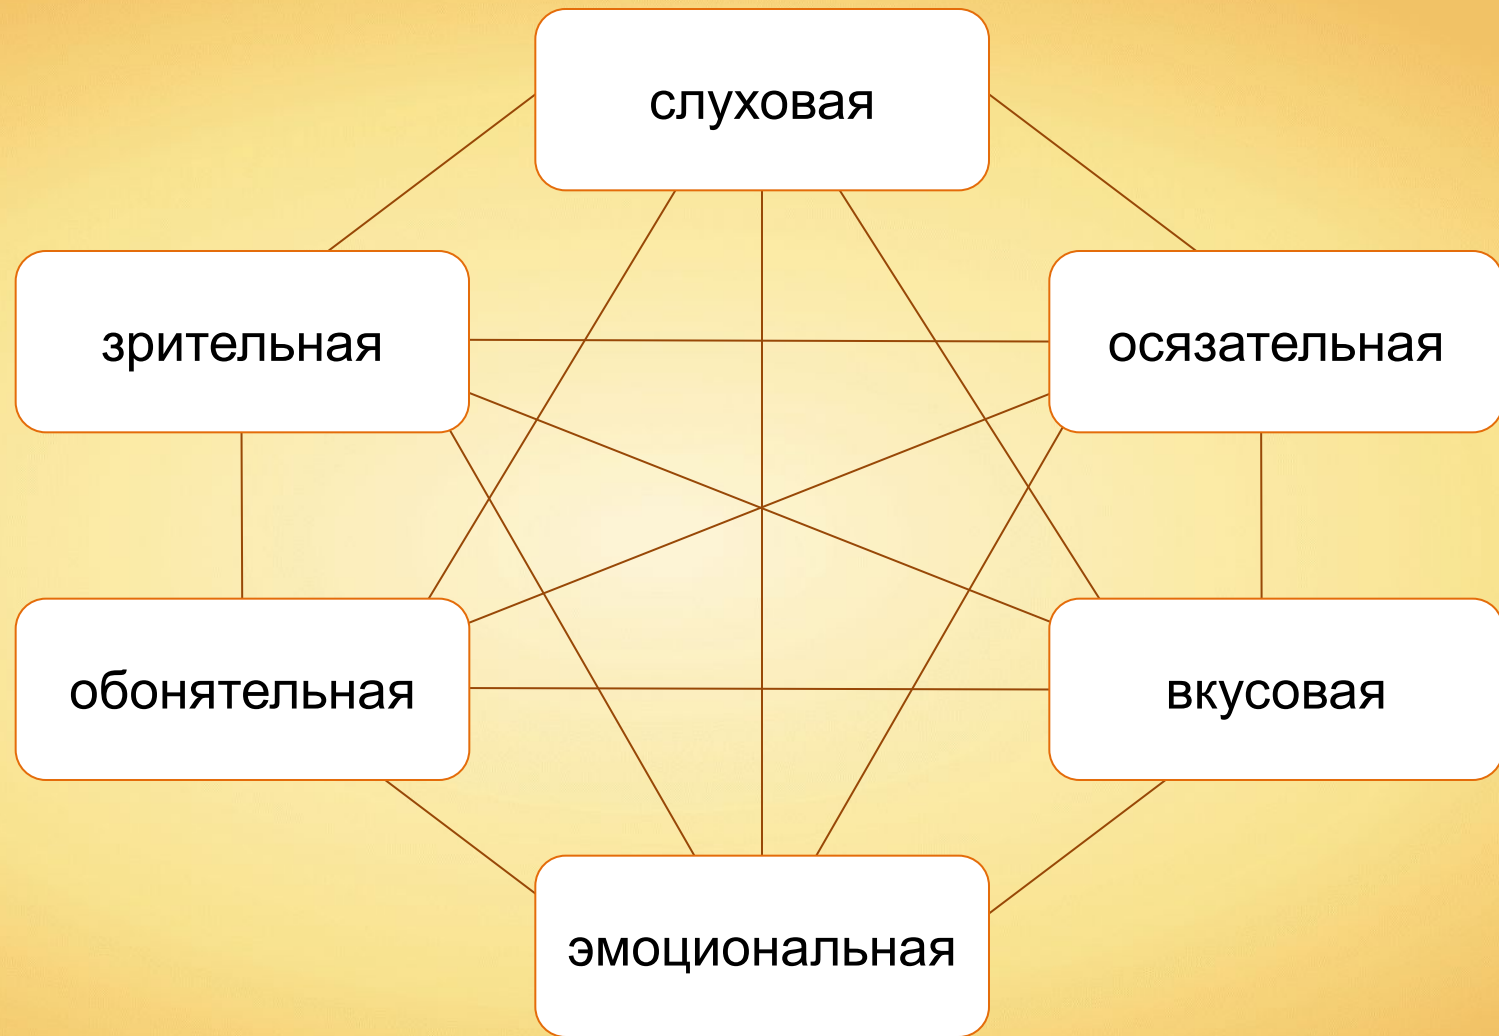 слуховая
зрительная
осязательная
обонятельная
вкусовая
эмоциональная